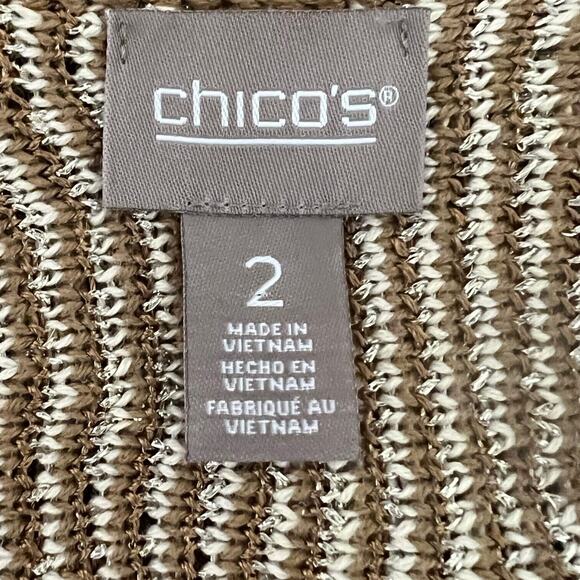 chico's®
2
MADE IN
VIETNAM
HECHO EN
VIETNAM
FABRIQUÉ AU
VIETNAM